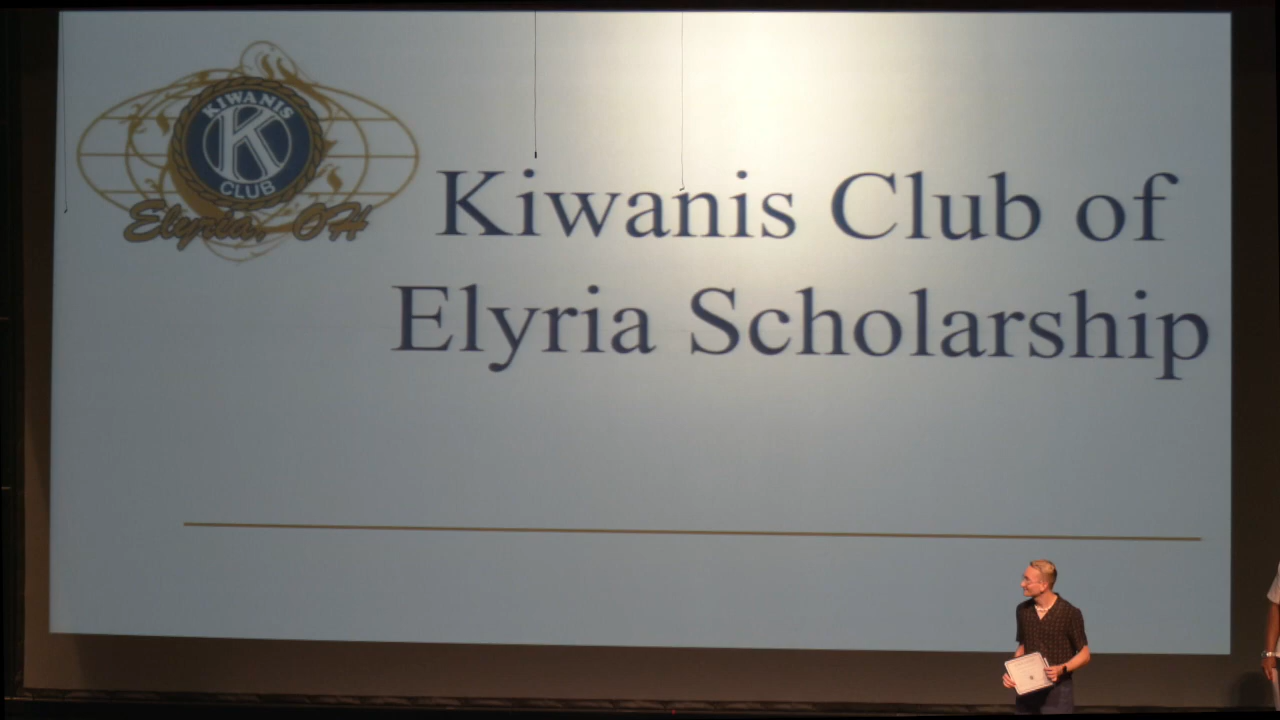 KIWANIS
K
CLUB
Elyria, OH
Kiwanis Club of
Elyria Scholarship